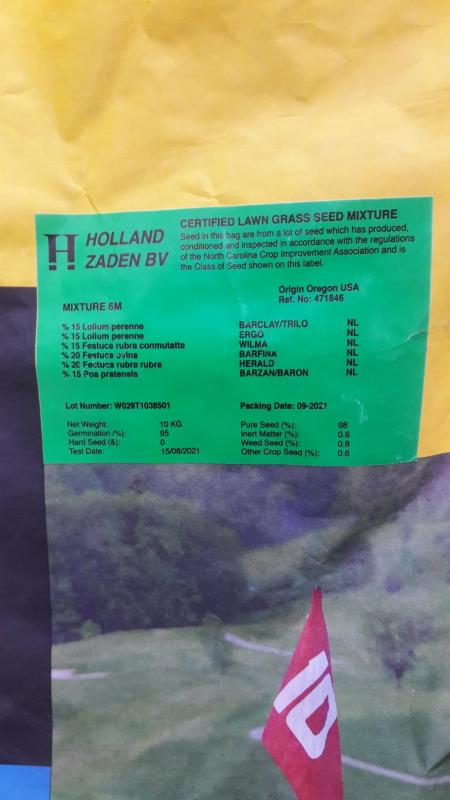 H HOLLAND
ZADEN BV
CERTIFIED LAWN GRASS SEED MIXTURE
Seed in this bag are from a lot of seed which has produced,
conditioned and inspected in accordance with the regulations
of the North Carolina Crop Improvement Association and is
the Class of Seed shown on this label.
Origin Oregon USA
Ref. No: 471846
MIXTURE 6M
% 15 Lolium perenne BARCLAY/TRILO NL
% 15 Lolium perenne ERGO NL
% 15 Festuca rubra conmutatta WILMA NL
% 20 Festuca ovina BARFINA NL
% 20 Festuca rubra rubra HERALD NL
% 15 Poa pratensis BARZAN/BARON NL
Lot Number: W029T1038501 Packing Date: 09-2021
Net Weight: 10 KG Pure Seed (%): 98
Germination (%): 95 Inert Matter (%): 0.6
Hard Seed (&): 0 Weed Seed (%): 0.8
Test Date: 15/08/2021 Other Crop Seed (%): 0.6
10